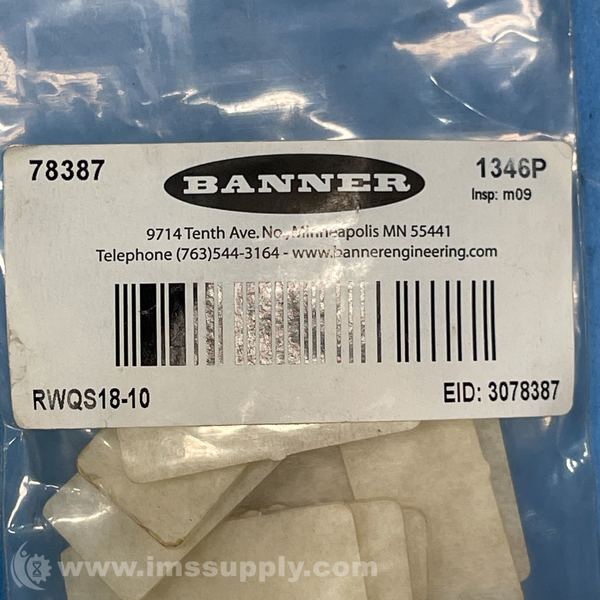 78387
BANNER
1346P
Insp: m09
9714 Tenth Ave. No., Minneapolis MN 55441
Telephone (763)544-3164 - www.bannerengineering.com
RWQS18-10
EID: 3078387
www.imssupply.com